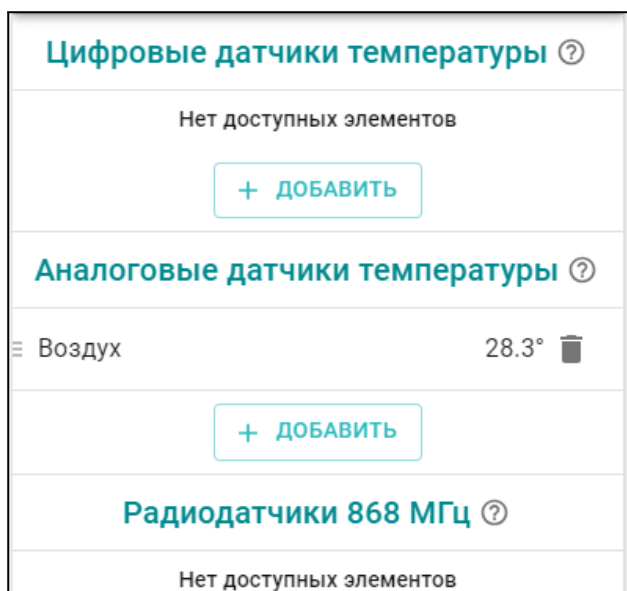 Цифровые датчики температуры
Нет доступных элементов
+ ДОБАВИТЬ
Аналоговые датчики температуры
Воздух 28.3°
+ ДОБАВИТЬ
Радиодатчики 868 МГц
Нет доступных элементов